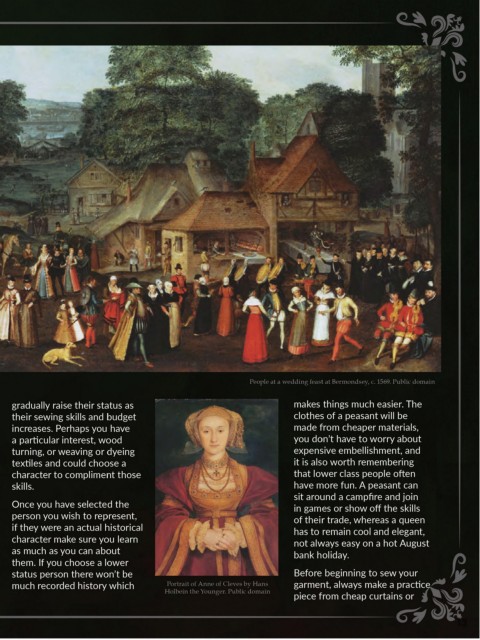 People at a wedding feast at Bermondsey, c. 1569. Public domain
gradually raise their status as
their sewing skills and budget
increases. Perhaps you have
a particular interest, wood
turning, or weaving or dyeing
textiles and could choose a
character to compliment those
skills.
Once you have selected the
person you wish to represent,
if they were an actual historical
character make sure you learn
as much as you can about
them. If you choose a lower
status person there won't be
much recorded history which
Portrait of Anne of Cleves by Hans
Holbein the Younger. Public domain
makes things much easier. The
clothes of a peasant will be
made from cheaper materials,
you don't have to worry about
expensive embellishment, and
it is also worth remembering
that lower class people often
have more fun. A peasant can
sit around a campfire and join
in games or show off the skills
of their trade, whereas a queen
has to remain cool and elegant,
not always easy on a hot August
bank holiday.
Before beginning to sew your
garment, always make a practice
piece from cheap curtains or